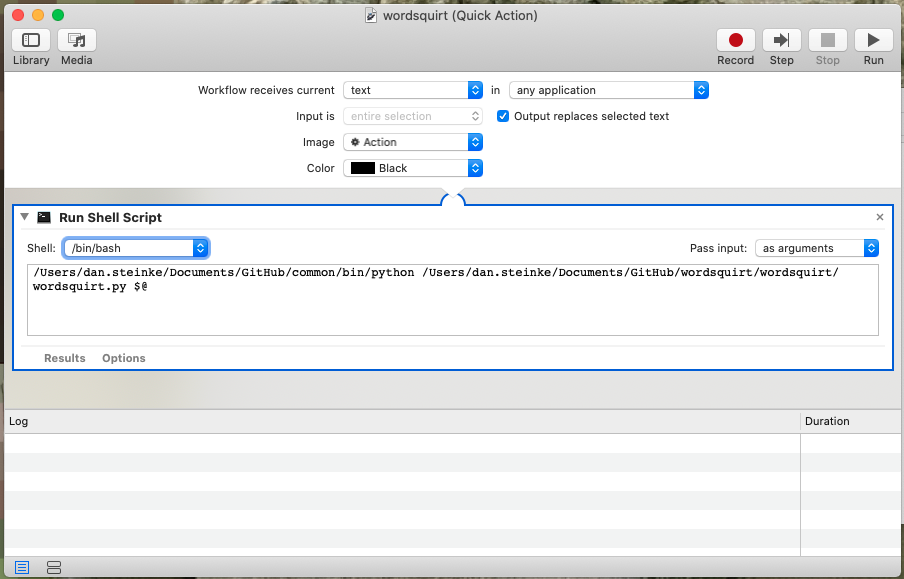 wordsquirt (Quick Action)
Library
Media
Record
Step
Stop
Run
Workflow receives current
text
in
any application
Input is
entire selection
Output replaces selected text
Image
Action
Color
Black
Run Shell Script
Shell:
/bin/bash
Pass input:
as arguments
/Users/dan.steinke/Documents/GitHub/common/bin/python /Users/dan.steinke/Documents/GitHub/wordsquirt/wordsquirt/
wordsquirt.py $@
Results
Options
Log
Duration